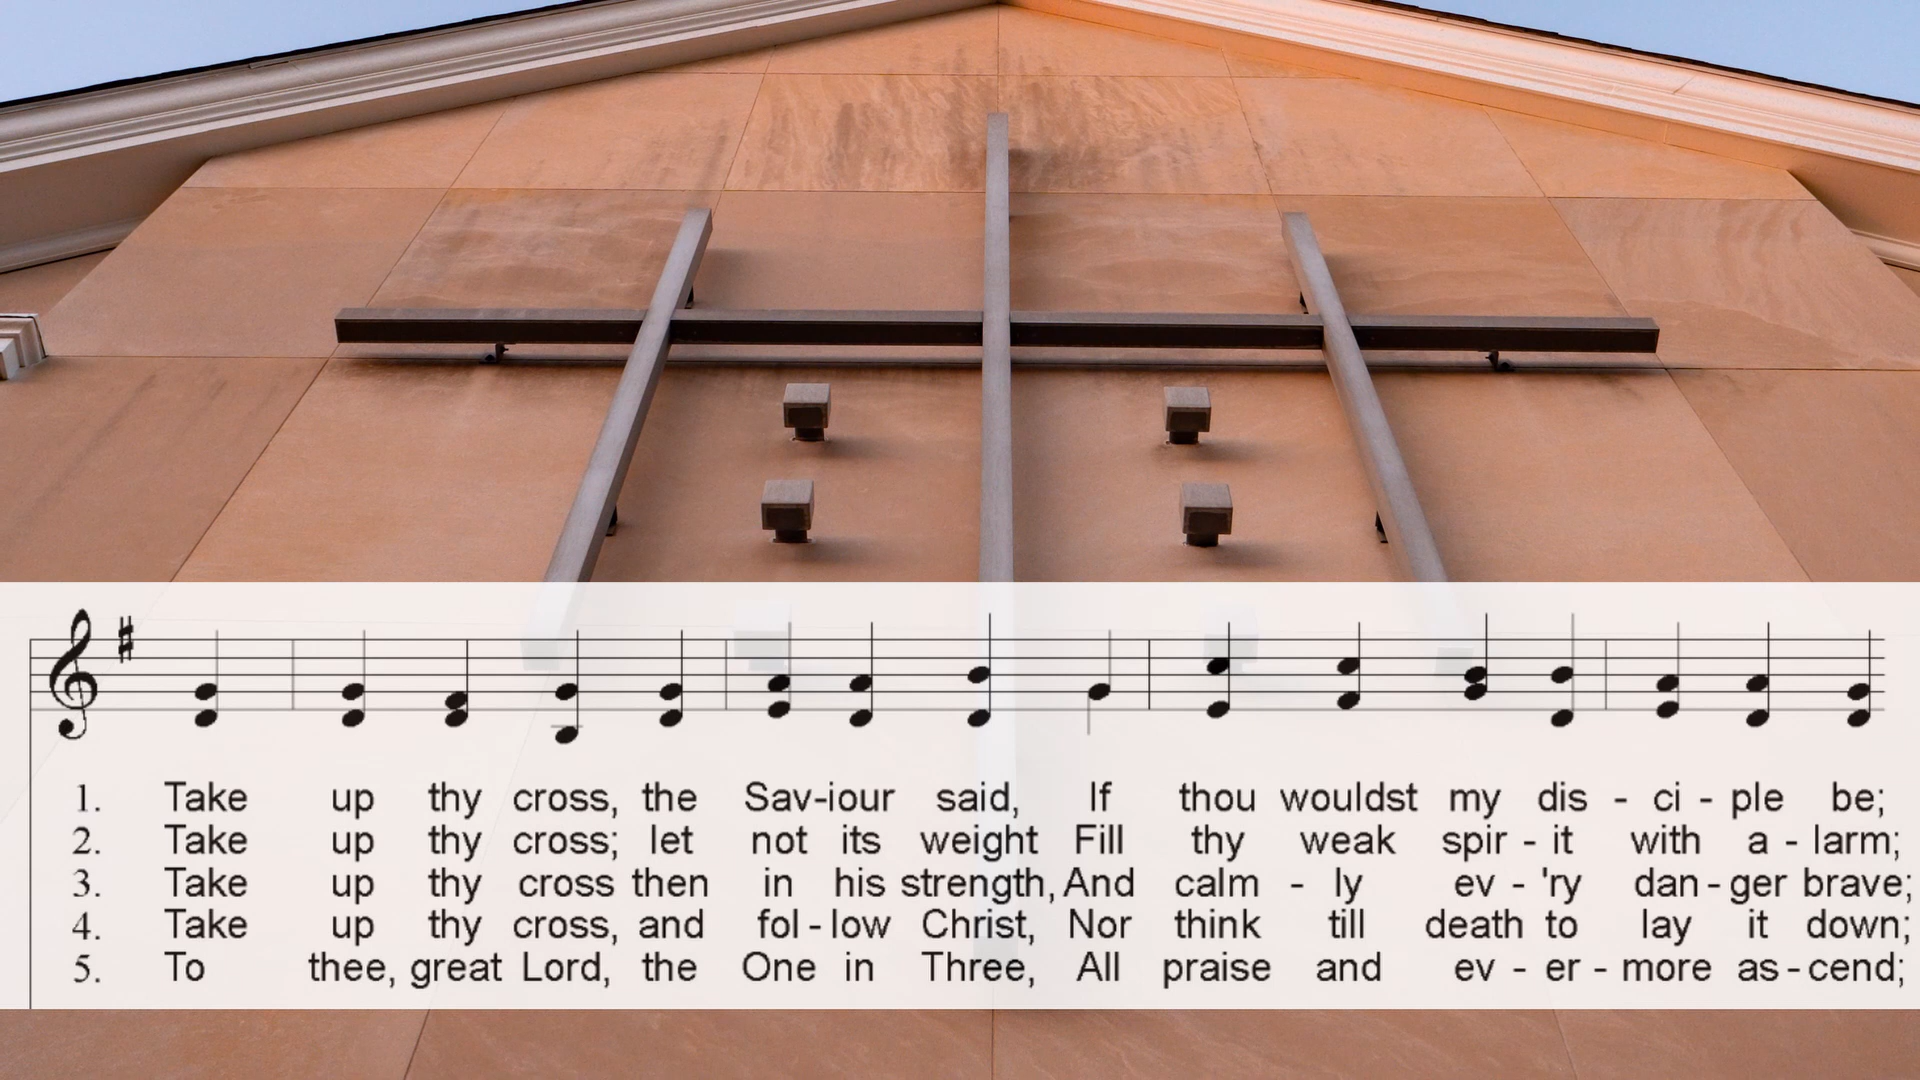 1. Take up thy cross, the Sav-iour said, If thou wouldst my dis - ci - ple be;
2. Take up thy cross; let not its weight Fill thy weak spir - it with a - larm;
3. Take up thy cross then in his strength, And calm - ly ev - 'ry dan - ger brave;
4. Take up thy cross, and fol - low Christ, Nor think till death to lay it down;
5. To thee, great Lord, the One in Three, All praise and ev - er - more as - cend;